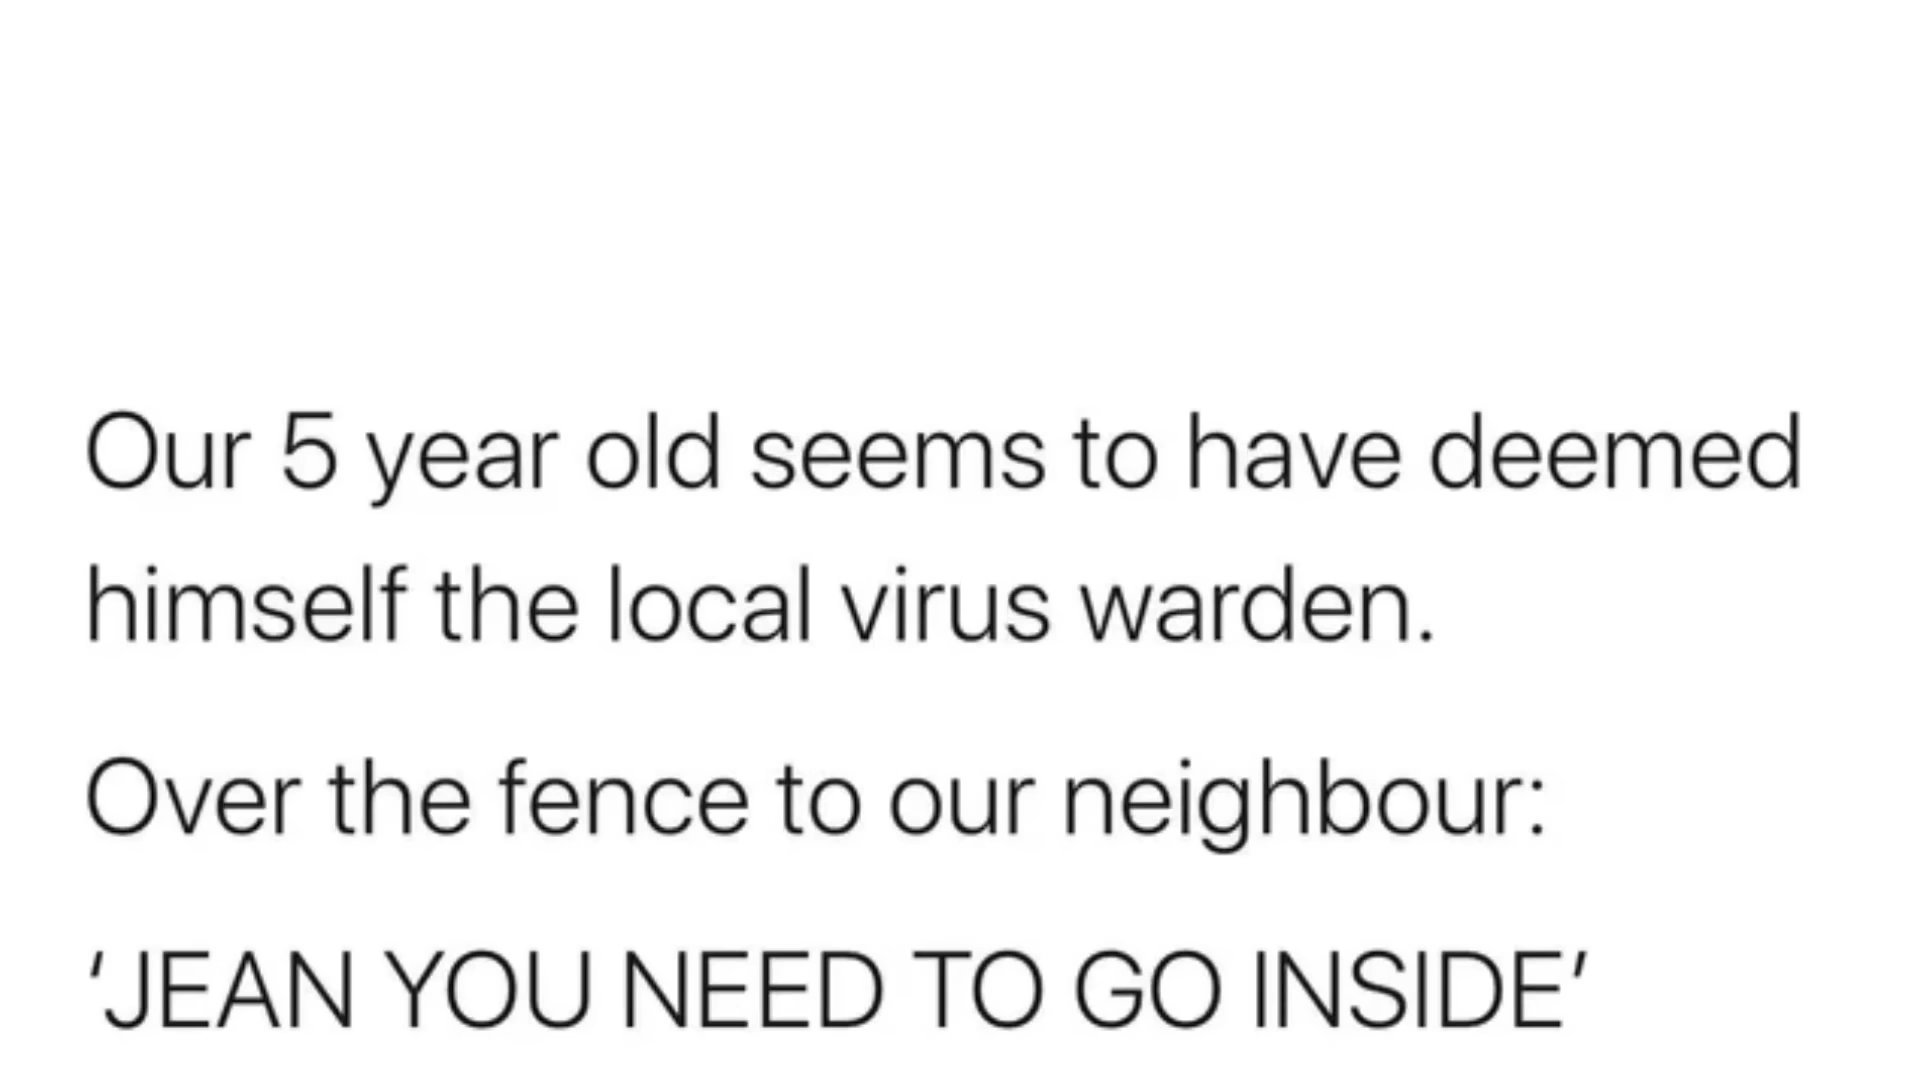 Our 5 year old seems to have deemed
himself the local virus warden.
Over the fence to our neighbour:
‘JEAN YOU NEED TO GO INSIDE’